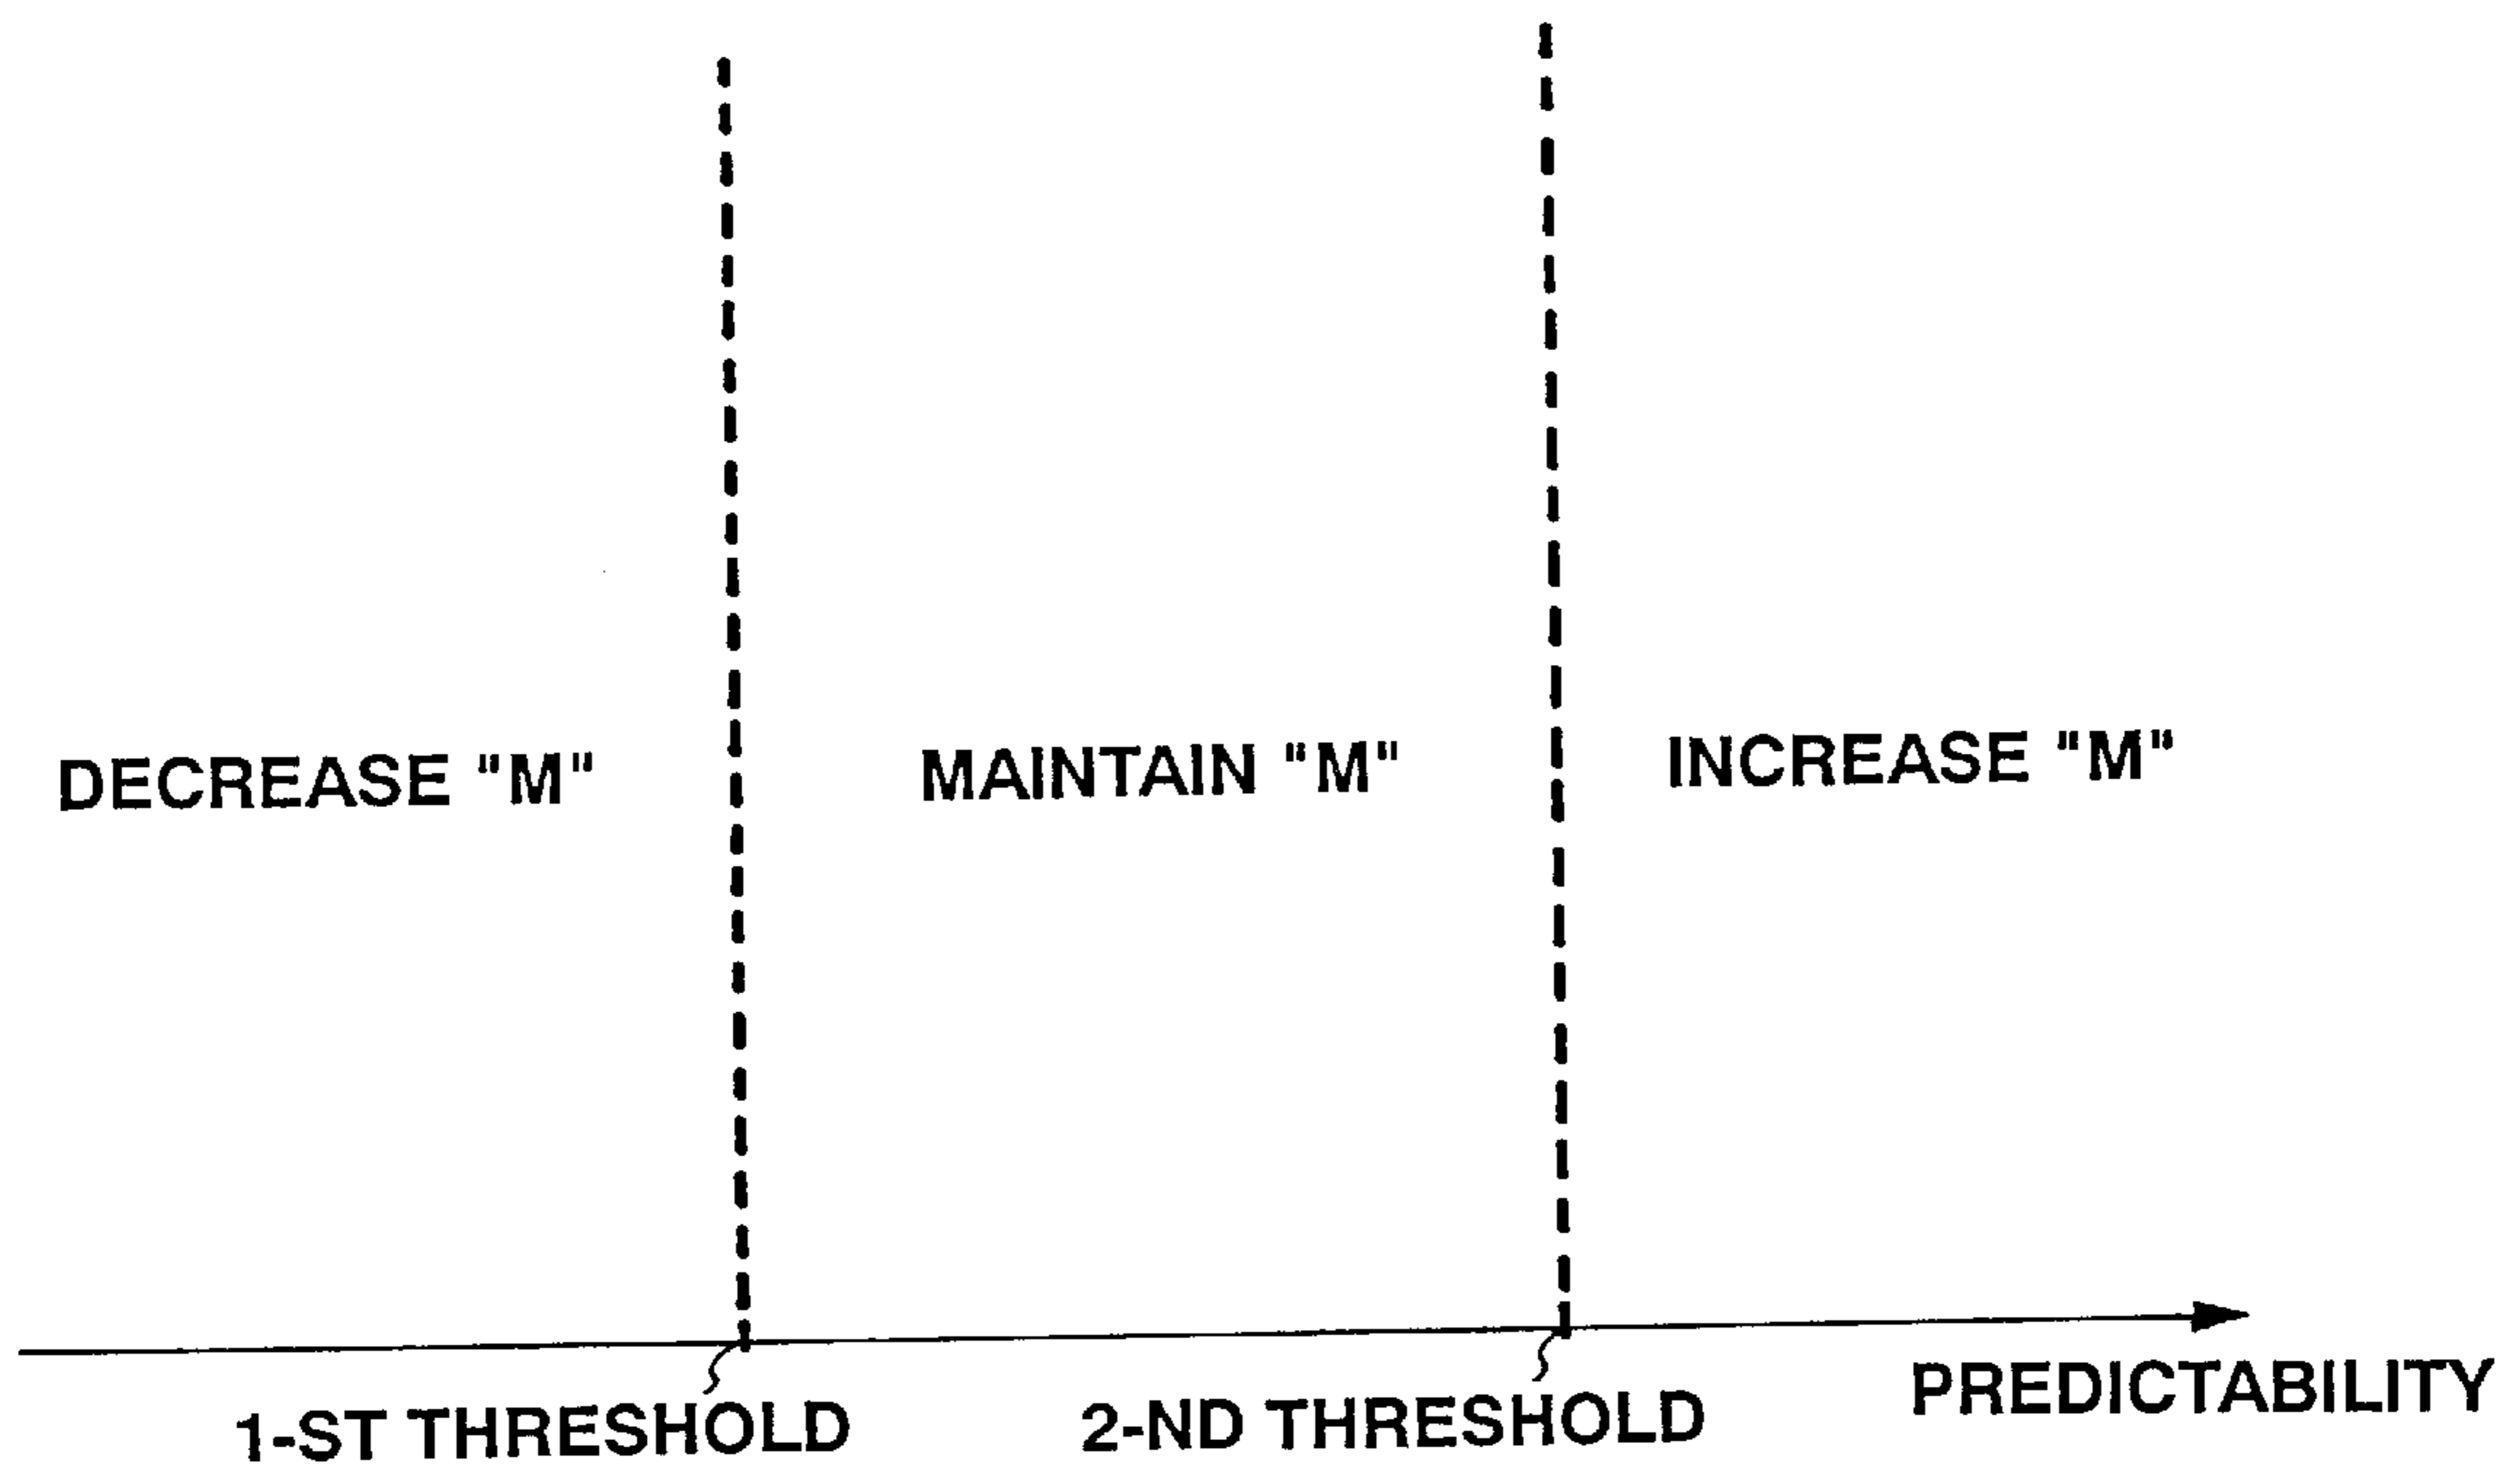 DECREASE "M"
MAINTAIN "M"
INCREASE "M"
1-ST THRESHOLD
2-ND THRESHOLD
PREDICTABILITY